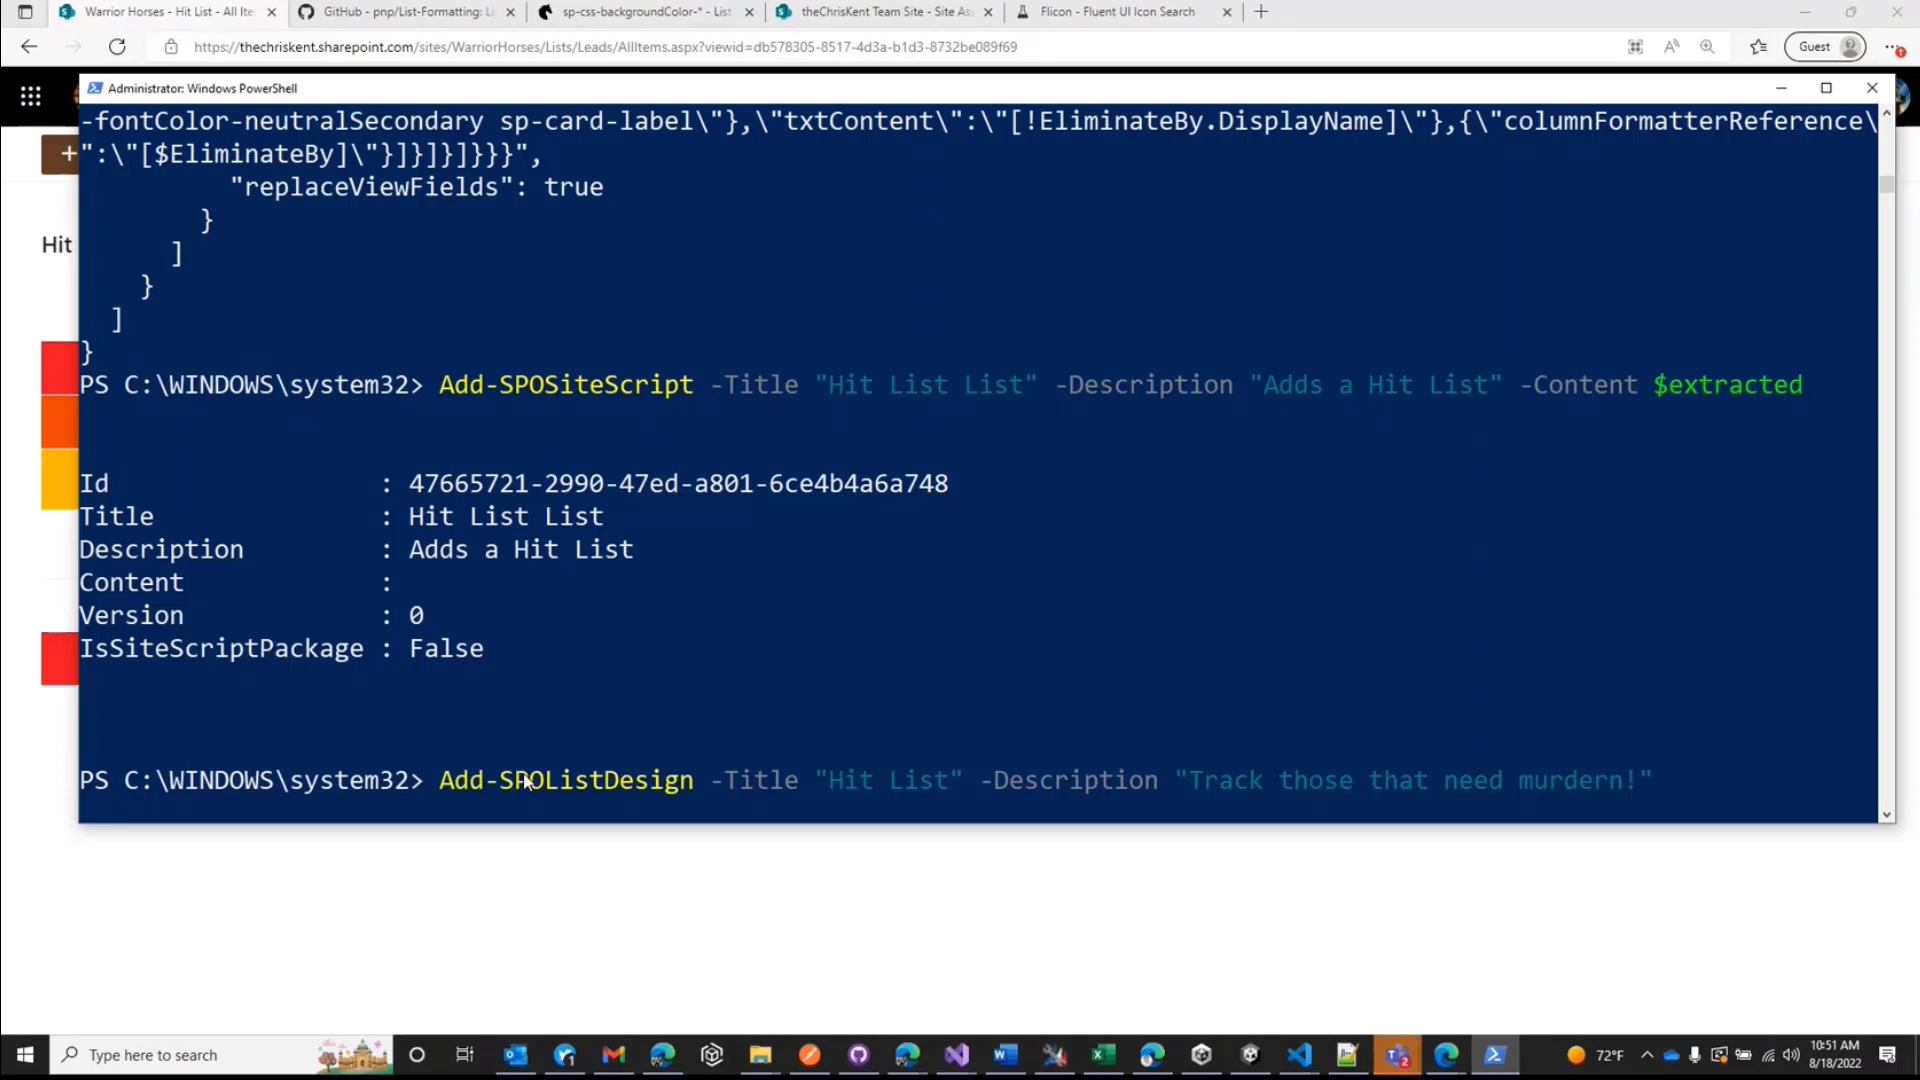 Warrior Horses - Hit List - All Ite
GitHub - pnp/List-Formatting: Li
sp-css-backgroundColor-* - List
theChrisKent Team Site - Site As
Flicon - Fluent UI Icon Search
https://thechriskent.sharepoint.com/sites/WarriorHorses/Lists/Leads/AllItems.aspx?viewid=db578305-8517-4d3a-b1d3-8732be089f69
Guest
Administrator: Windows PowerShell
-fontColor-neutralSecondary sp-card-label\"},\"txtContent\":\"[!EliminateBy.DisplayName]\"},{\"columnFormatterReference\
":\"[$EliminateBy]\"}]}]}]}}}",
"replaceViewFields": true
}
]
}
]
}
Hit
PS C:\WINDOWS\system32> Add-SPOSiteScript -Title "Hit List List" -Description "Adds a Hit List" -Content $extracted
Id : 47665721-2990-47ed-a801-6ce4b4a6a748
Title : Hit List List
Description : Adds a Hit List
Content :
Version : 0
IsSiteScriptPackage : False
PS C:\WINDOWS\system32> Add-SPOListDesign -Title "Hit List" -Description "Track those that need murdern!"
Type here to search
72°F
10:51 AM
8/18/2022